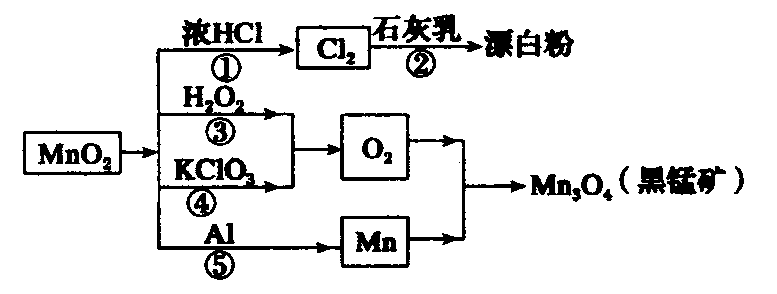 浓HCl
①
Cl₂
石灰乳
②
漂白粉
H₂O₂
③
MnO₂
KClO₃
④
O₂
Mn₃O₄（黑锰矿）
Al
⑤
Mn